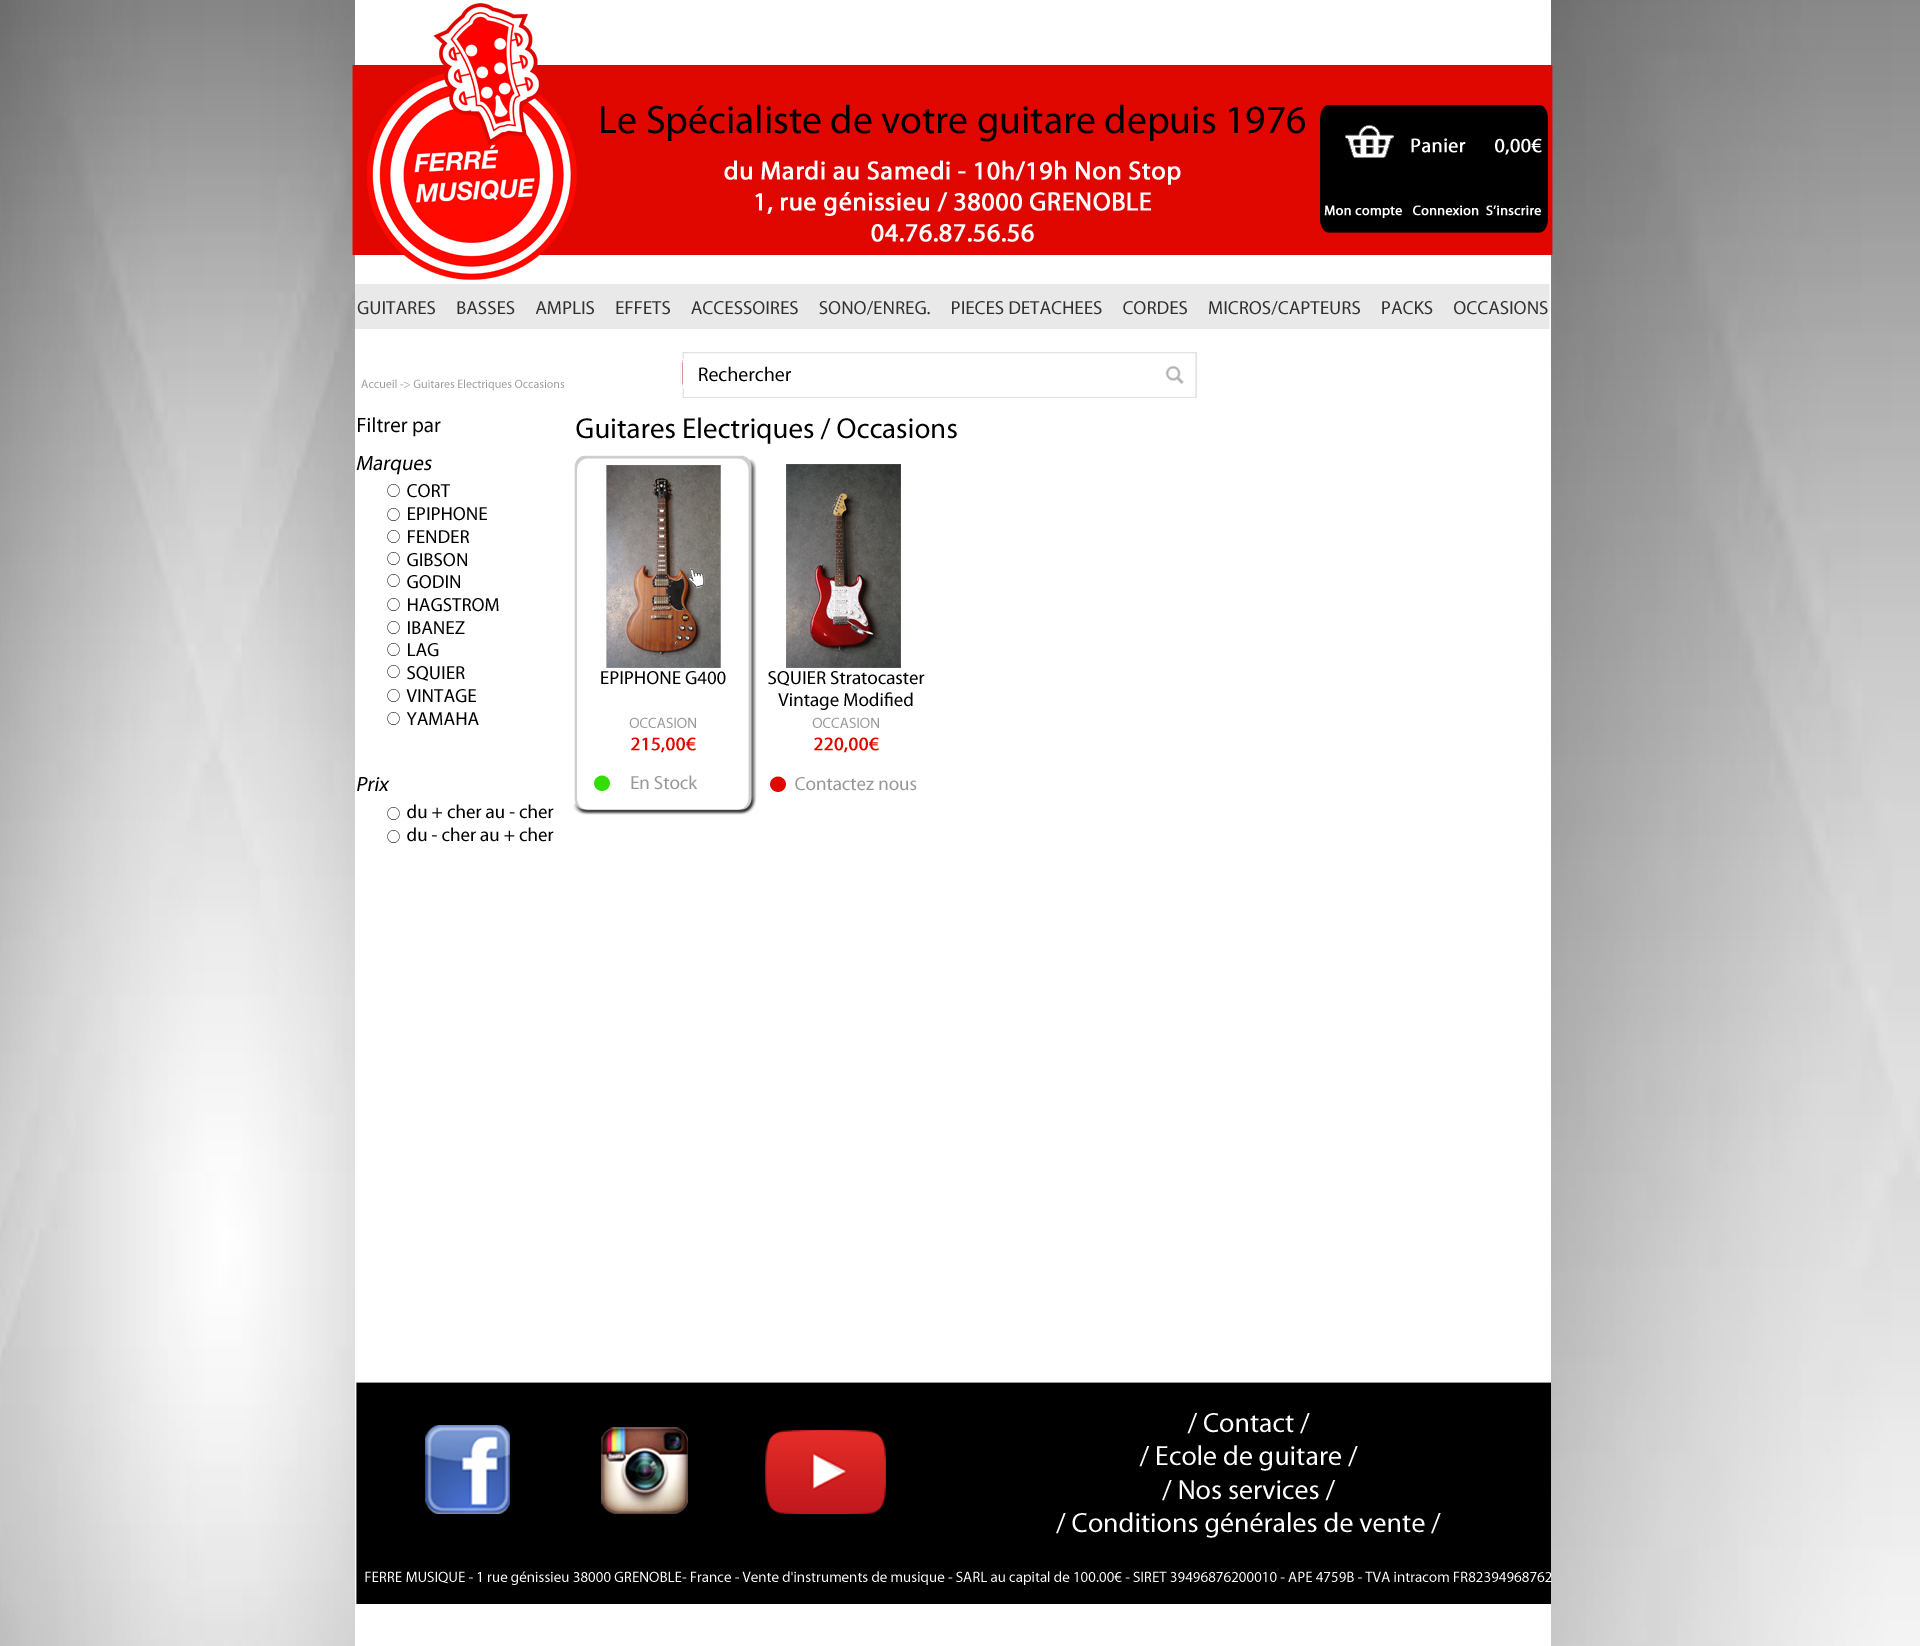 FERRÉ
MUSIQUE
Le Spécialiste de votre guitare depuis 1976
du Mardi au Samedi - 10h/19h Non Stop
1, rue génissieu / 38000 GRENOBLE
04.76.87.56.56
Panier 0,00€
Mon compte Connexion S'inscrire
GUITARES BASSES AMPLIS EFFETS ACCESSOIRES SONO/ENREG. PIECES DETACHEES CORDES MICROS/CAPTEURS PACKS OCCASIONS
Rechercher
Accueil -> Guitares Electriques Occasions
Filtrer par
Marques
CORT
EPIPHONE
FENDER
GIBSON
GODIN
HAGSTROM
IBANEZ
LAG
SQUIER
VINTAGE
YAMAHA
Prix
du + cher au - cher
du - cher au + cher
Guitares Electriques / Occasions
EPIPHONE G400
OCCASION
215,00€
En Stock
SQUIER Stratocaster
Vintage Modified
OCCASION
220,00€
Contactez nous
/ Contact /
/ Ecole de guitare /
/ Nos services /
/ Conditions générales de vente /
FERRE MUSIQUE - 1 rue génissieu 38000 GRENOBLE- France - Vente d'instruments de musique - SARL au capital de 100.00€ - SIRET 39496876200010 - APE 4759B - TVA intracom FR82394968762